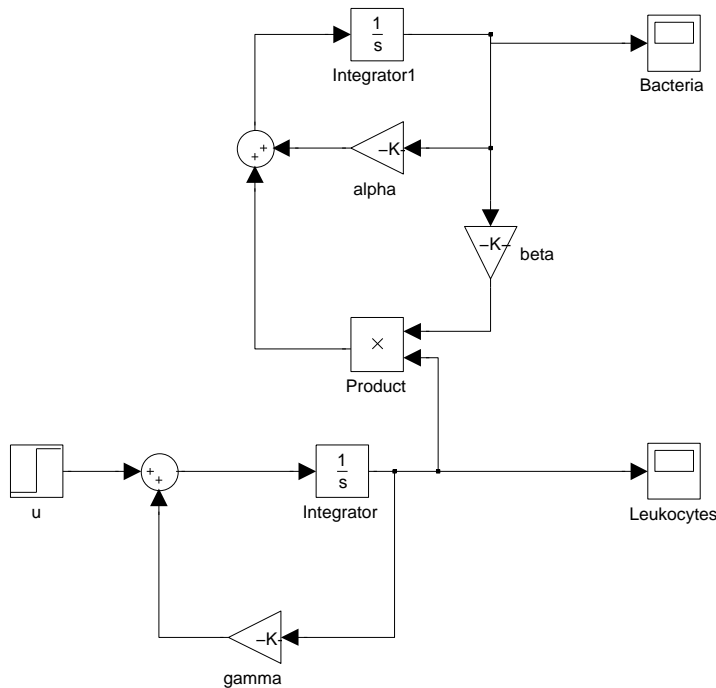 1
s
Integrator1
Bacteria
+
+
–K–
alpha
–K–
beta
×
Product
u
+
+
1
s
Integrator
Leukocytes
–K–
gamma